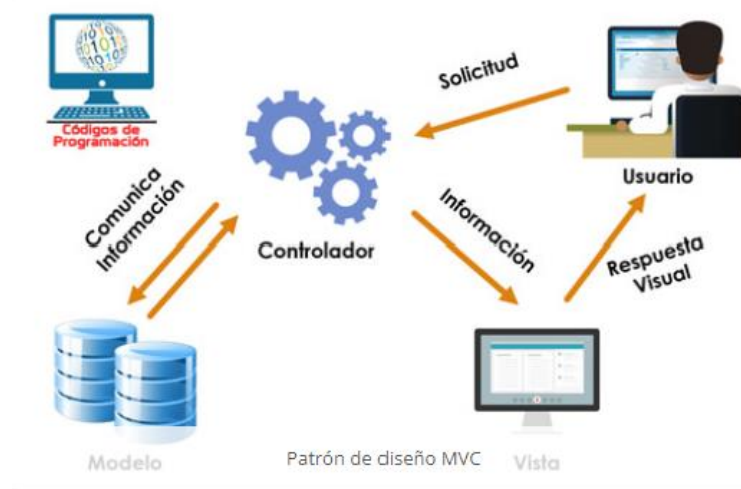 Códigos de
Programación
Solicitud
Usuario
Comunica
Información
Controlador
Información
Respuesta
Visual
Modelo
Patrón de diseño MVC
Vista